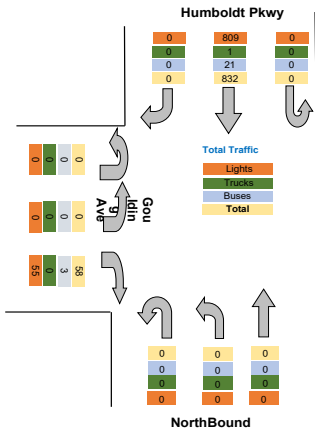 Humboldt Pkwy
0 809 0
0 1 0
0 21 0
0 832 0
Total Traffic
Lights
Trucks
Buses
Total
0 0 0 0
0 0 0 0
55 0 3 58
Gou
ldin
g
Ave
0 0 0
0 0 0
0 0 0
0 0 0
NorthBound